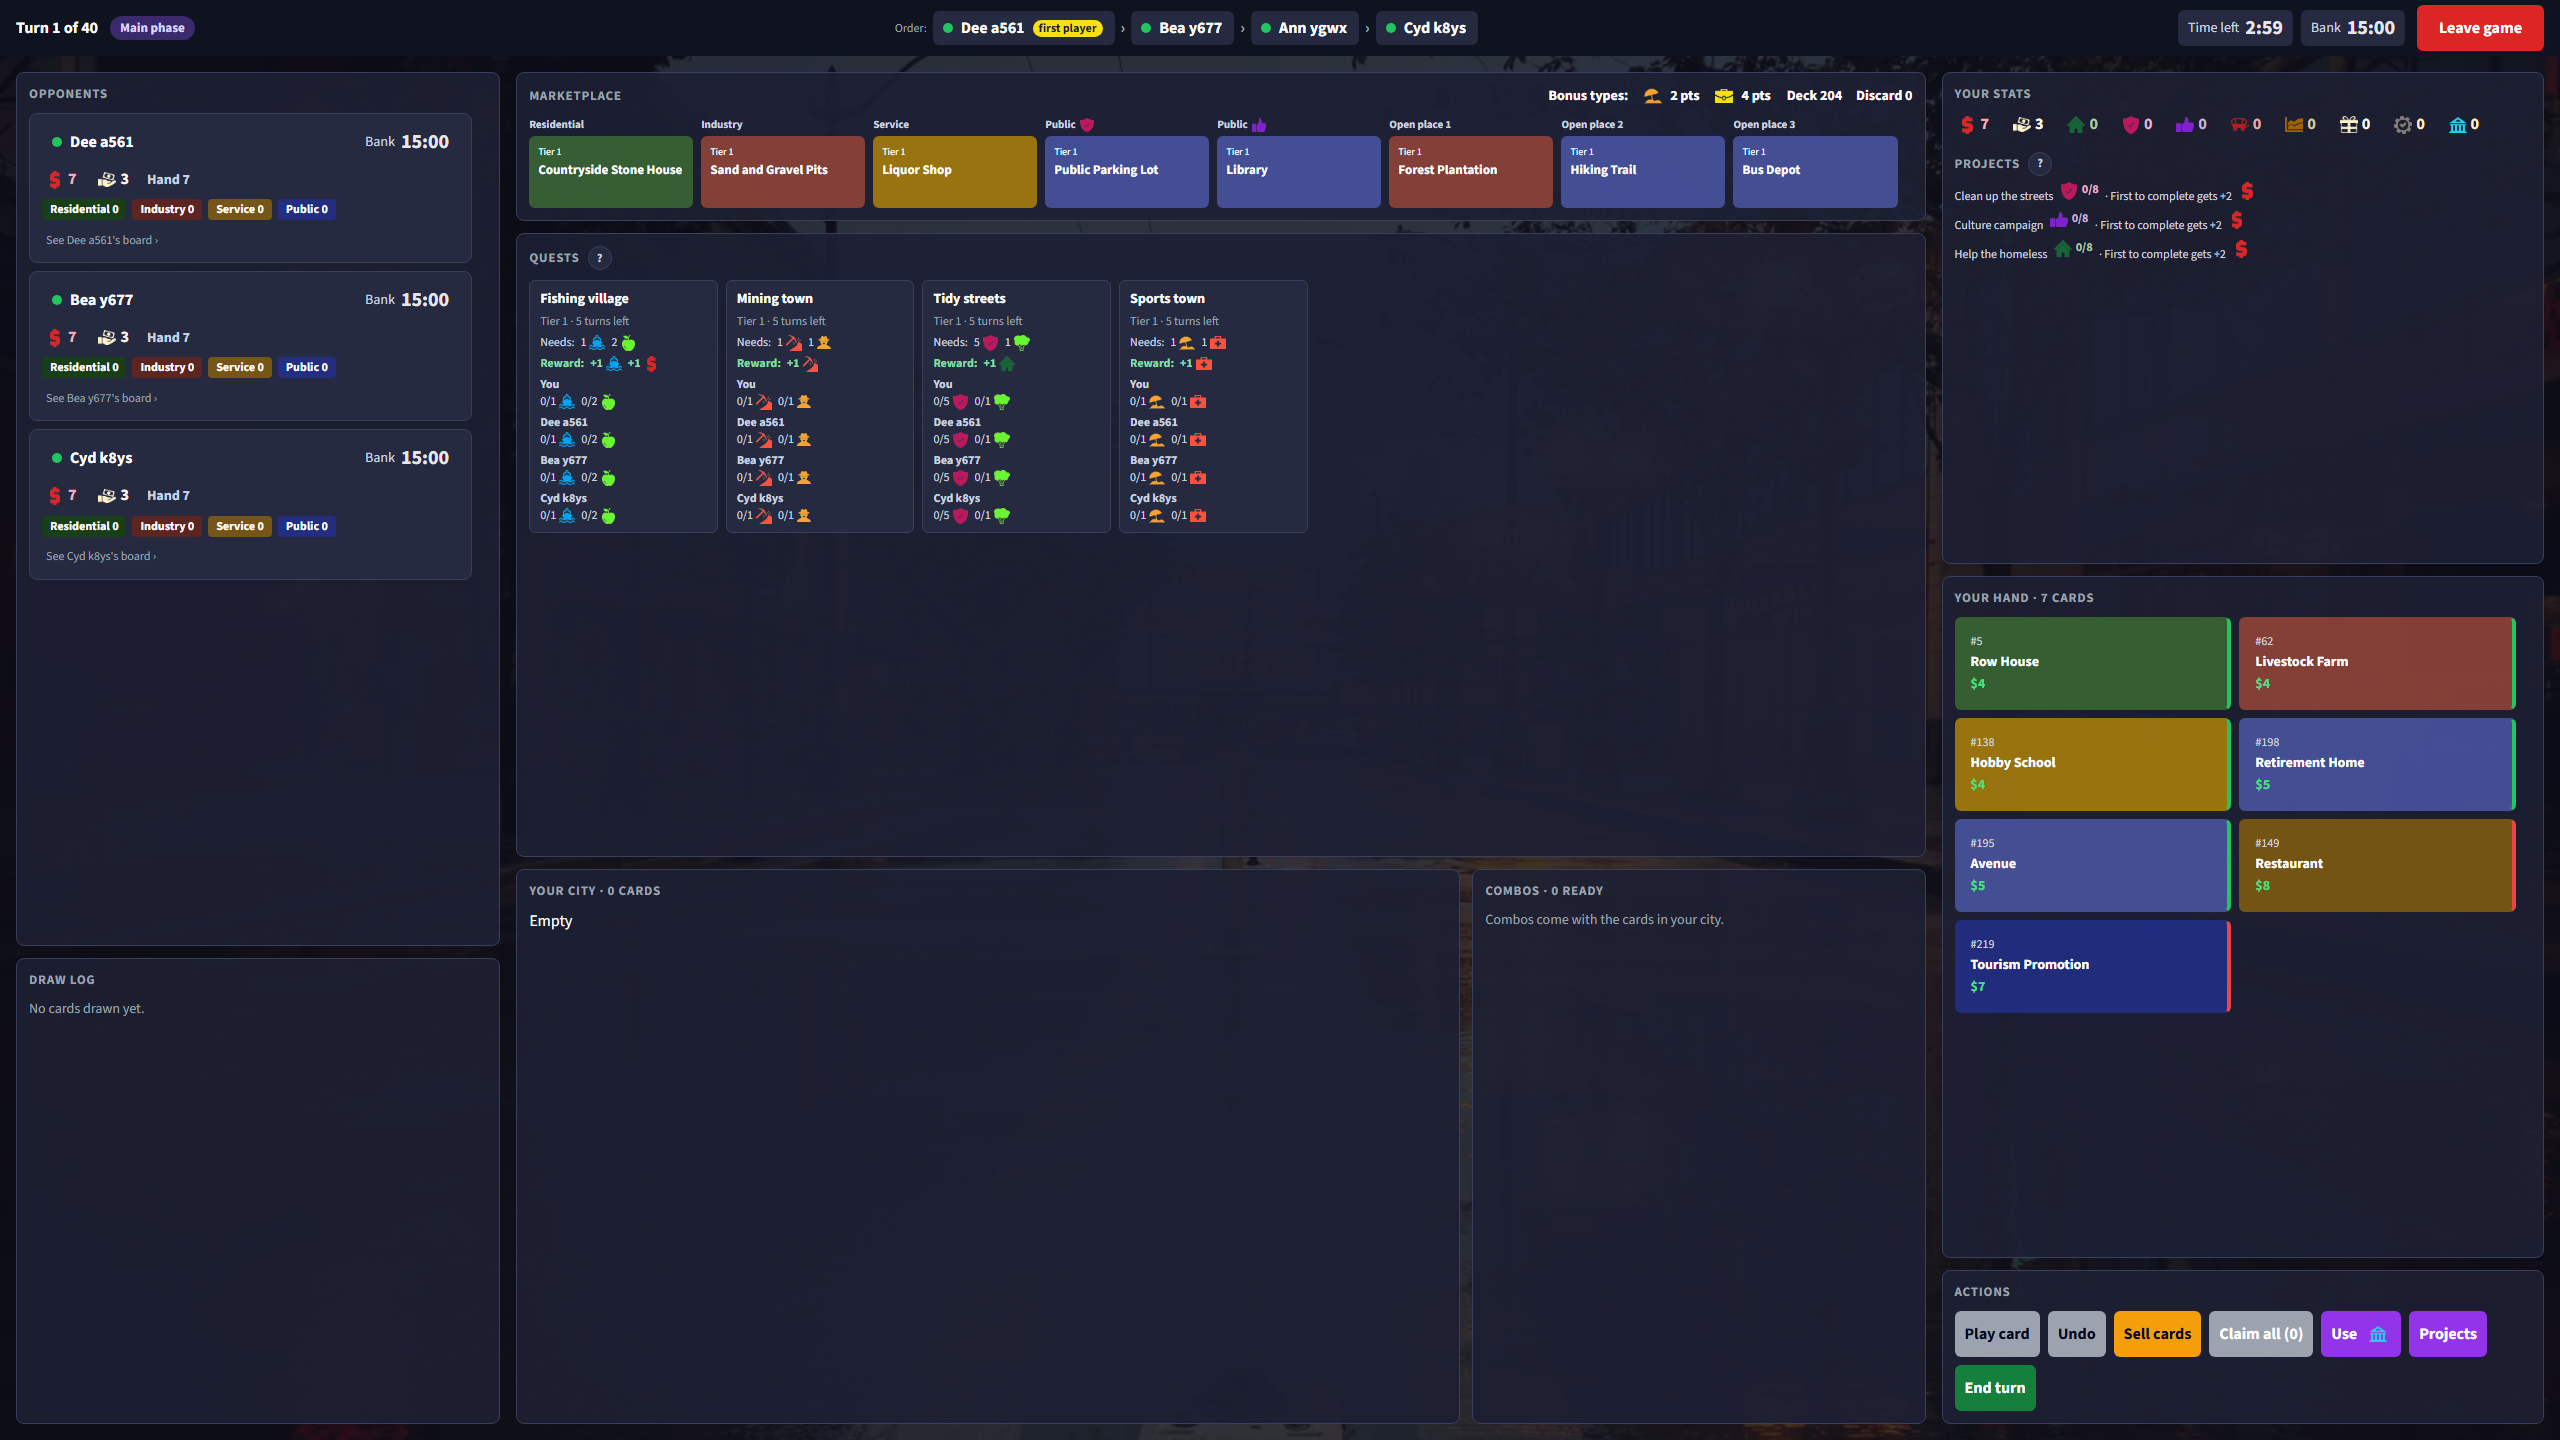 Turn 1 of 40 Main phase
Order: Dee a561 first player › Bea y677 › Ann ygwx › Cyd k8ys
Time left 2:59 Bank 15:00 Leave game
OPPONENTS
Dee a561 Bank 15:00
7 3 Hand 7
Residential 0 Industry 0 Service 0 Public 0
See Dee a561's board ›
Bea y677 Bank 15:00
7 3 Hand 7
Residential 0 Industry 0 Service 0 Public 0
See Bea y677's board ›
Cyd k8ys Bank 15:00
7 3 Hand 7
Residential 0 Industry 0 Service 0 Public 0
See Cyd k8ys's board ›
DRAW LOG
No cards drawn yet.
MARKETPLACE
Bonus types: 2 pts 4 pts Deck 204 Discard 0
Residential Industry Service Public Public Open place 1 Open place 2 Open place 3
Tier 1 Tier 1 Tier 1 Tier 1 Tier 1 Tier 1 Tier 1 Tier 1
Countryside Stone House Sand and Gravel Pits Liquor Shop Public Parking Lot Library Forest Plantation Hiking Trail Bus Depot
QUESTS ?
Fishing village
Tier 1 · 5 turns left
Needs: 1 2
Reward: +1 +1
You
0/1 0/2
Dee a561
0/1 0/2
Bea y677
0/1 0/2
Cyd k8ys
0/1 0/2
Mining town
Tier 1 · 5 turns left
Needs: 1 1
Reward: +1
You
0/1 0/1
Dee a561
0/1 0/1
Bea y677
0/1 0/1
Cyd k8ys
0/1 0/1
Tidy streets
Tier 1 · 5 turns left
Needs: 5 1
Reward: +1
You
0/5 0/1
Dee a561
0/5 0/1
Bea y677
0/5 0/1
Cyd k8ys
0/5 0/1
Sports town
Tier 1 · 5 turns left
Needs: 1 1
Reward: +1
You
0/1 0/1
Dee a561
0/1 0/1
Bea y677
0/1 0/1
Cyd k8ys
0/1 0/1
YOUR CITY · 0 CARDS
Empty
COMBOS · 0 READY
Combos come with the cards in your city.
YOUR STATS
7 3 0 0 0 0 0 0 0 0
PROJECTS ?
Clean up the streets 0/8 · First to complete gets +2
Culture campaign 0/8 · First to complete gets +2
Help the homeless 0/8 · First to complete gets +2
YOUR HAND · 7 CARDS
#5
Row House
$4
#62
Livestock Farm
$4
#138
Hobby School
$4
#198
Retirement Home
$5
#195
Avenue
$5
#149
Restaurant
$8
#219
Tourism Promotion
$7
ACTIONS
Play card Undo Sell cards Claim all (0) Use Projects
End turn